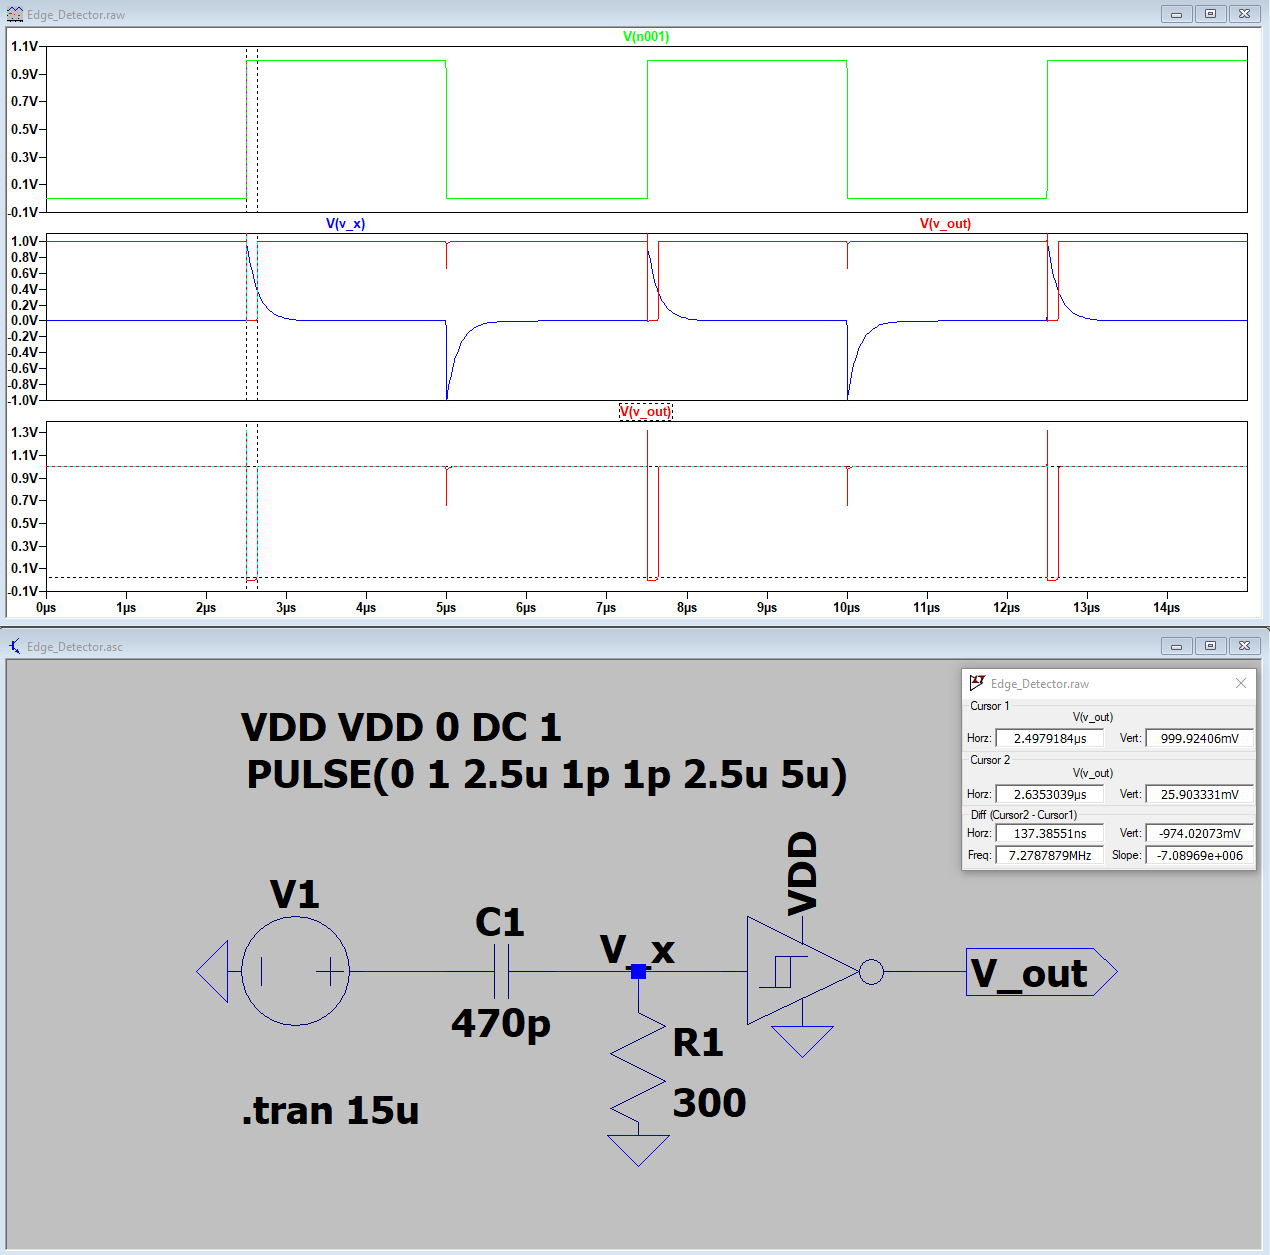 Edge_Detector.raw
V(n001)
1.1V
0.9V
0.7V
0.5V
0.3V
0.1V
-0.1V
V(v_x) V(v_out)
1.0V
0.8V
0.6V
0.4V
0.2V
0.0V
-0.2V
-0.4V
-0.6V
-0.8V
-1.0V
V(v_out)
1.3V
1.1V
0.9V
0.7V
0.5V
0.3V
0.1V
-0.1V
0µs 1µs 2µs 3µs 4µs 5µs 6µs 7µs 8µs 9µs 10µs 11µs 12µs 13µs 14µs
Edge_Detector.asc
VDD VDD 0 DC 1
PULSE(0 1 2.5u 1p 1p 2.5u 5u)
V1
C1
470p
V_x
R1
300
VDD
V_out
.tran 15u
Edge_Detector.raw
Cursor 1
V(v_out)
Horz: 2.4979184µs Vert: 999.92406mV
Cursor 2
V(v_out)
Horz: 2.6353039µs Vert: 25.903331mV
Diff (Cursor2 - Cursor1)
Horz: 137.38551ns Vert: -974.02073mV
Freq: 7.2787879MHz Slope: -7.08969e+006